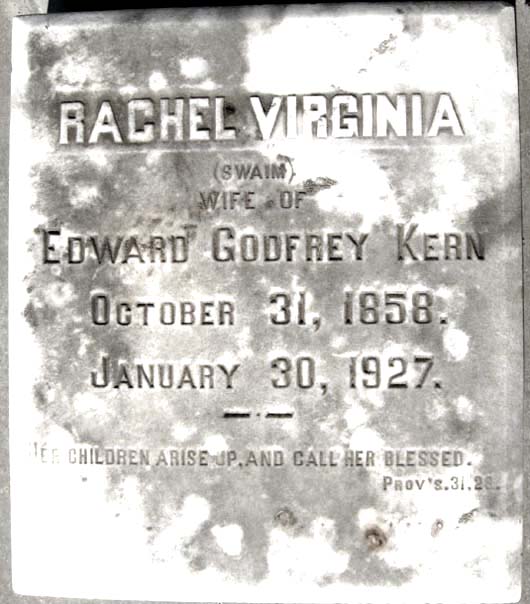 RACHEL VIRGINIA
(SWAIM)
WIFE OF
EDWARD GODFREY KERN
OCTOBER 31, 1858.
JANUARY 30, 1927.
HER CHILDREN ARISE UP, AND CALL HER BLESSED.
PROV'S. 31. 28.